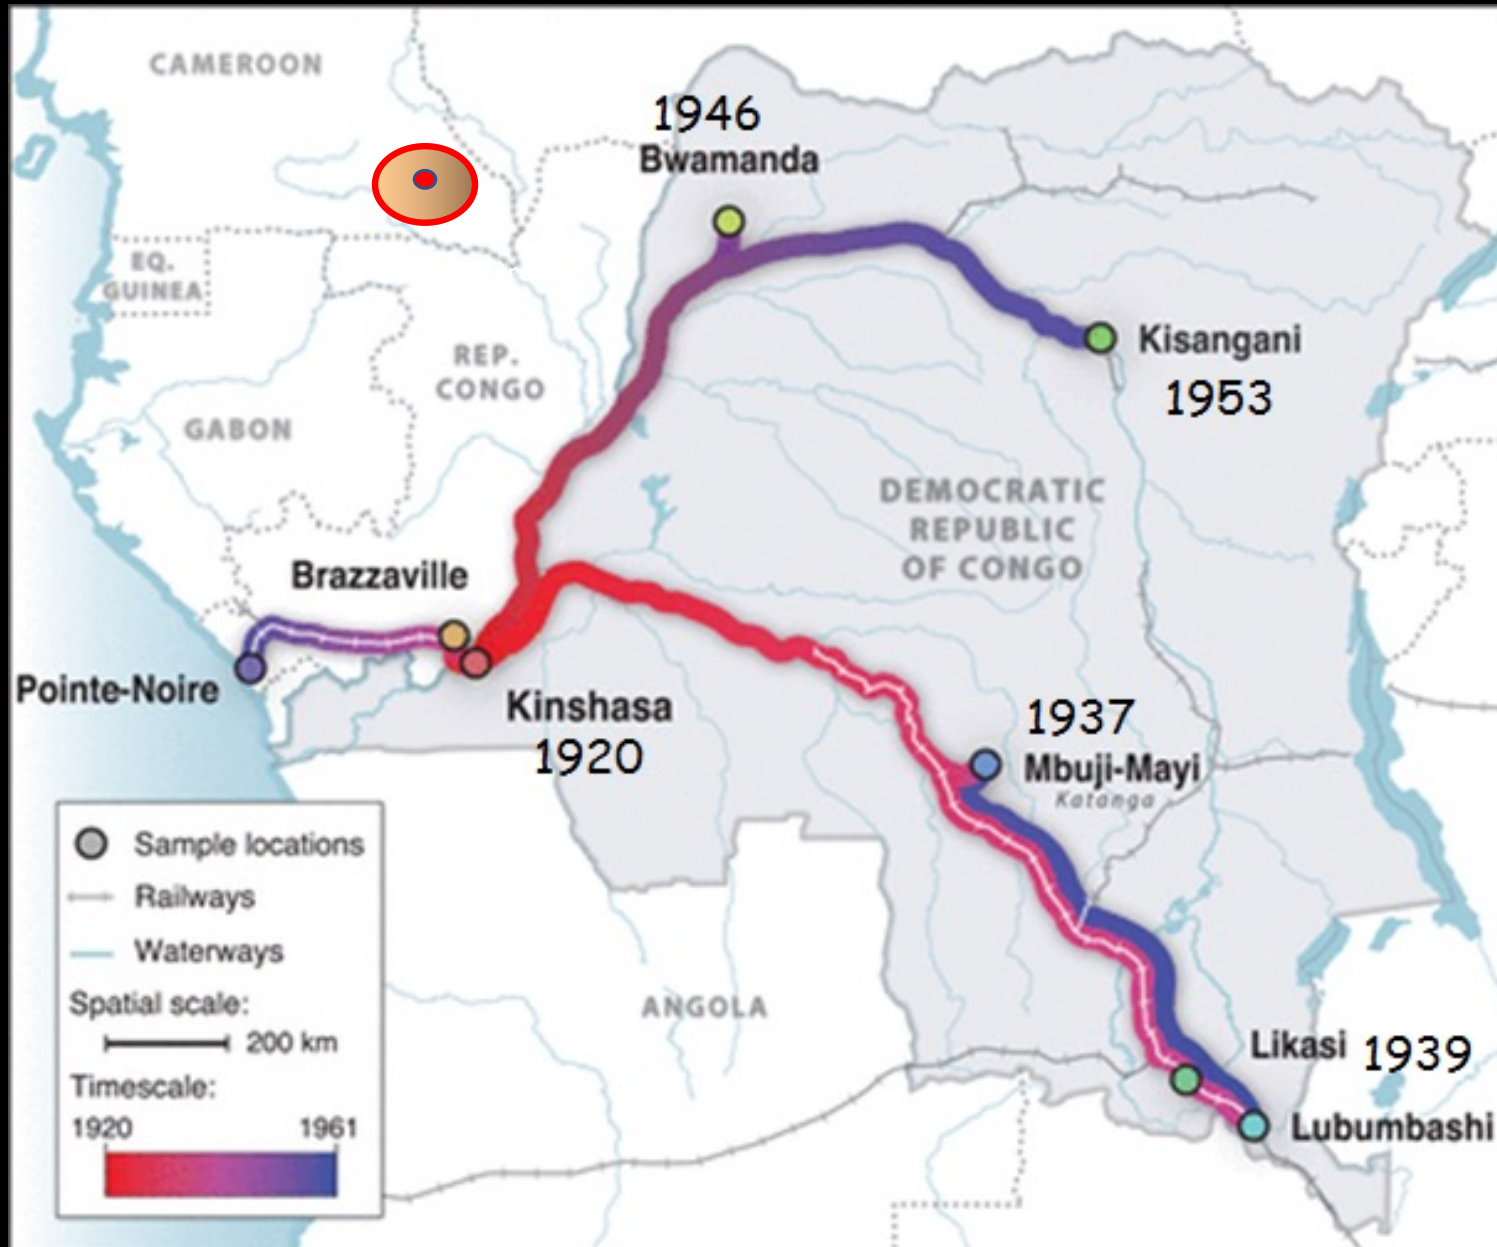 CAMEROON
1946
Bwamanda
EQ.
GUINEA
REP.
CONGO
Kisangani
1953
GABON
DEMOCRATIC
REPUBLIC
OF CONGO
Brazzaville
Pointe-Noire
Kinshasa
1920
1937
Mbuji-Mayi
Katanga
Sample locations
Railways
Waterways
Spatial scale:
200 km
Timescale:
1920 1961
ANGOLA
Likasi 1939
Lubumbashi